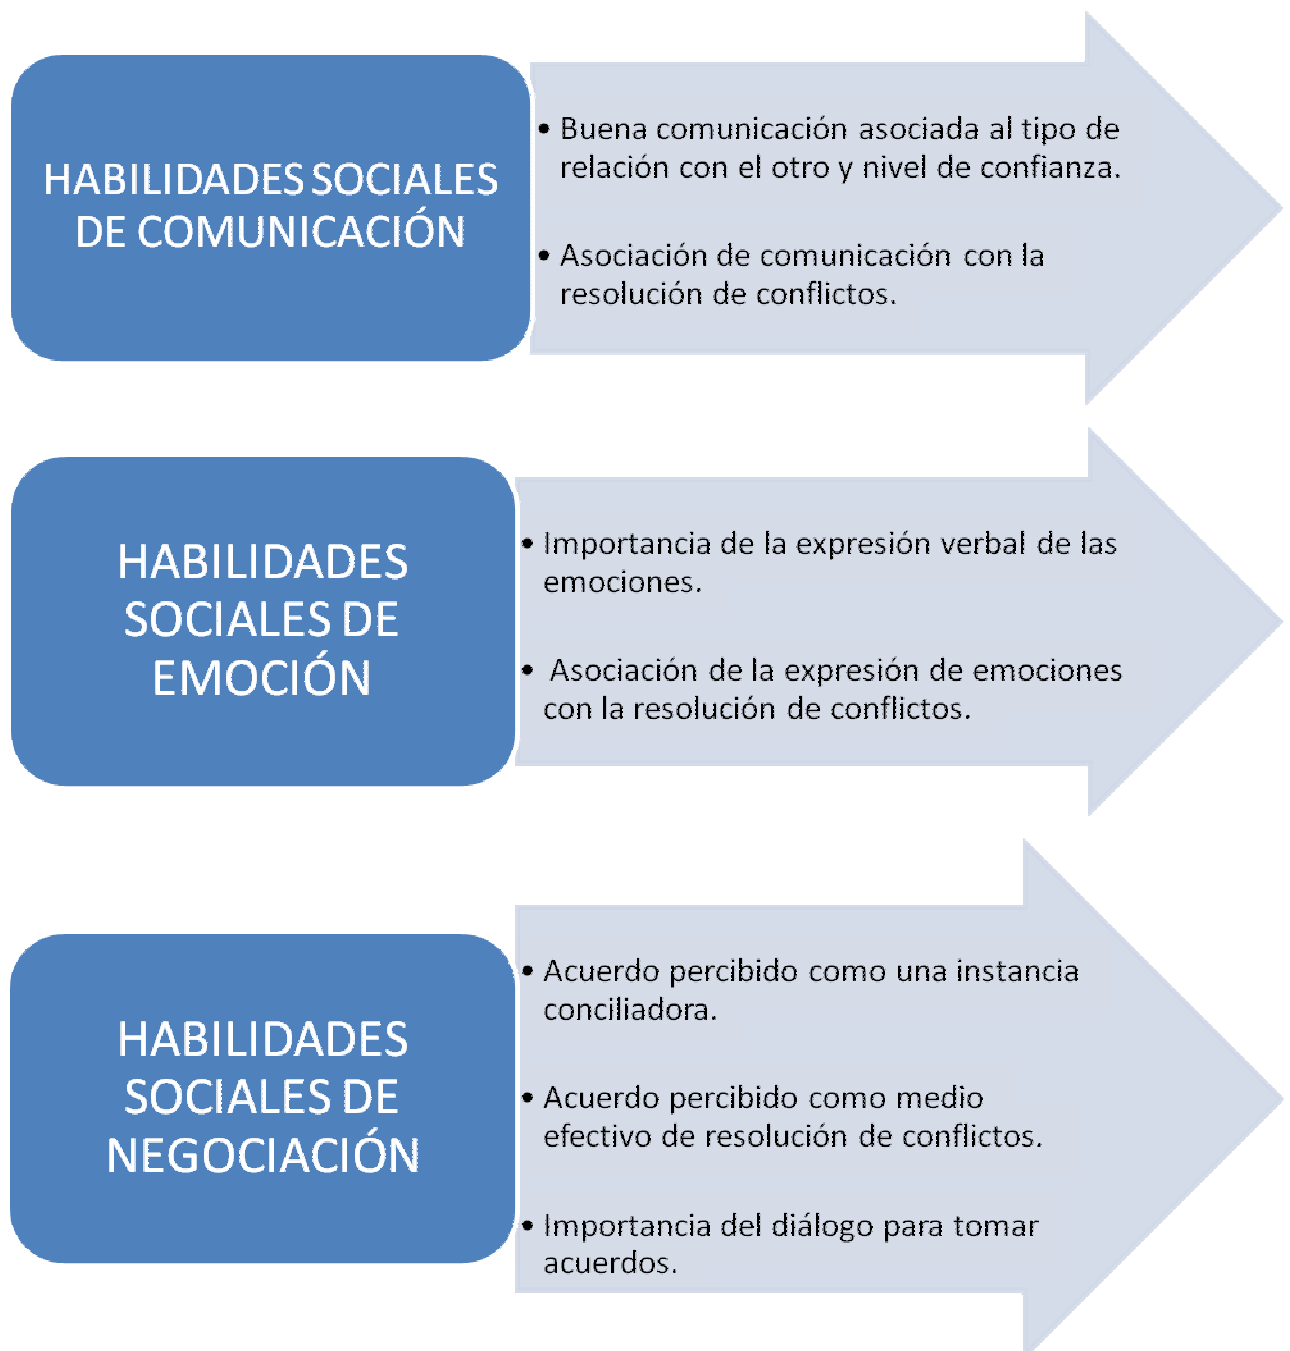 HABILIDADES SOCIALES
DE COMUNICACIÓN
• Buena comunicación asociada al tipo de
relación con el otro y nivel de confianza.
• Asociación de comunicación con la
resolución de conflictos.
HABILIDADES
SOCIALES DE
EMOCIÓN
• Importancia de la expresión verbal de las
emociones.
• Asociación de la expresión de emociones
con la resolución de conflictos.
HABILIDADES
SOCIALES DE
NEGOCIACIÓN
• Acuerdo percibido como una instancia
conciliadora.
• Acuerdo percibido como medio
efectivo de resolución de conflictos.
• Importancia del diálogo para tomar
acuerdos.